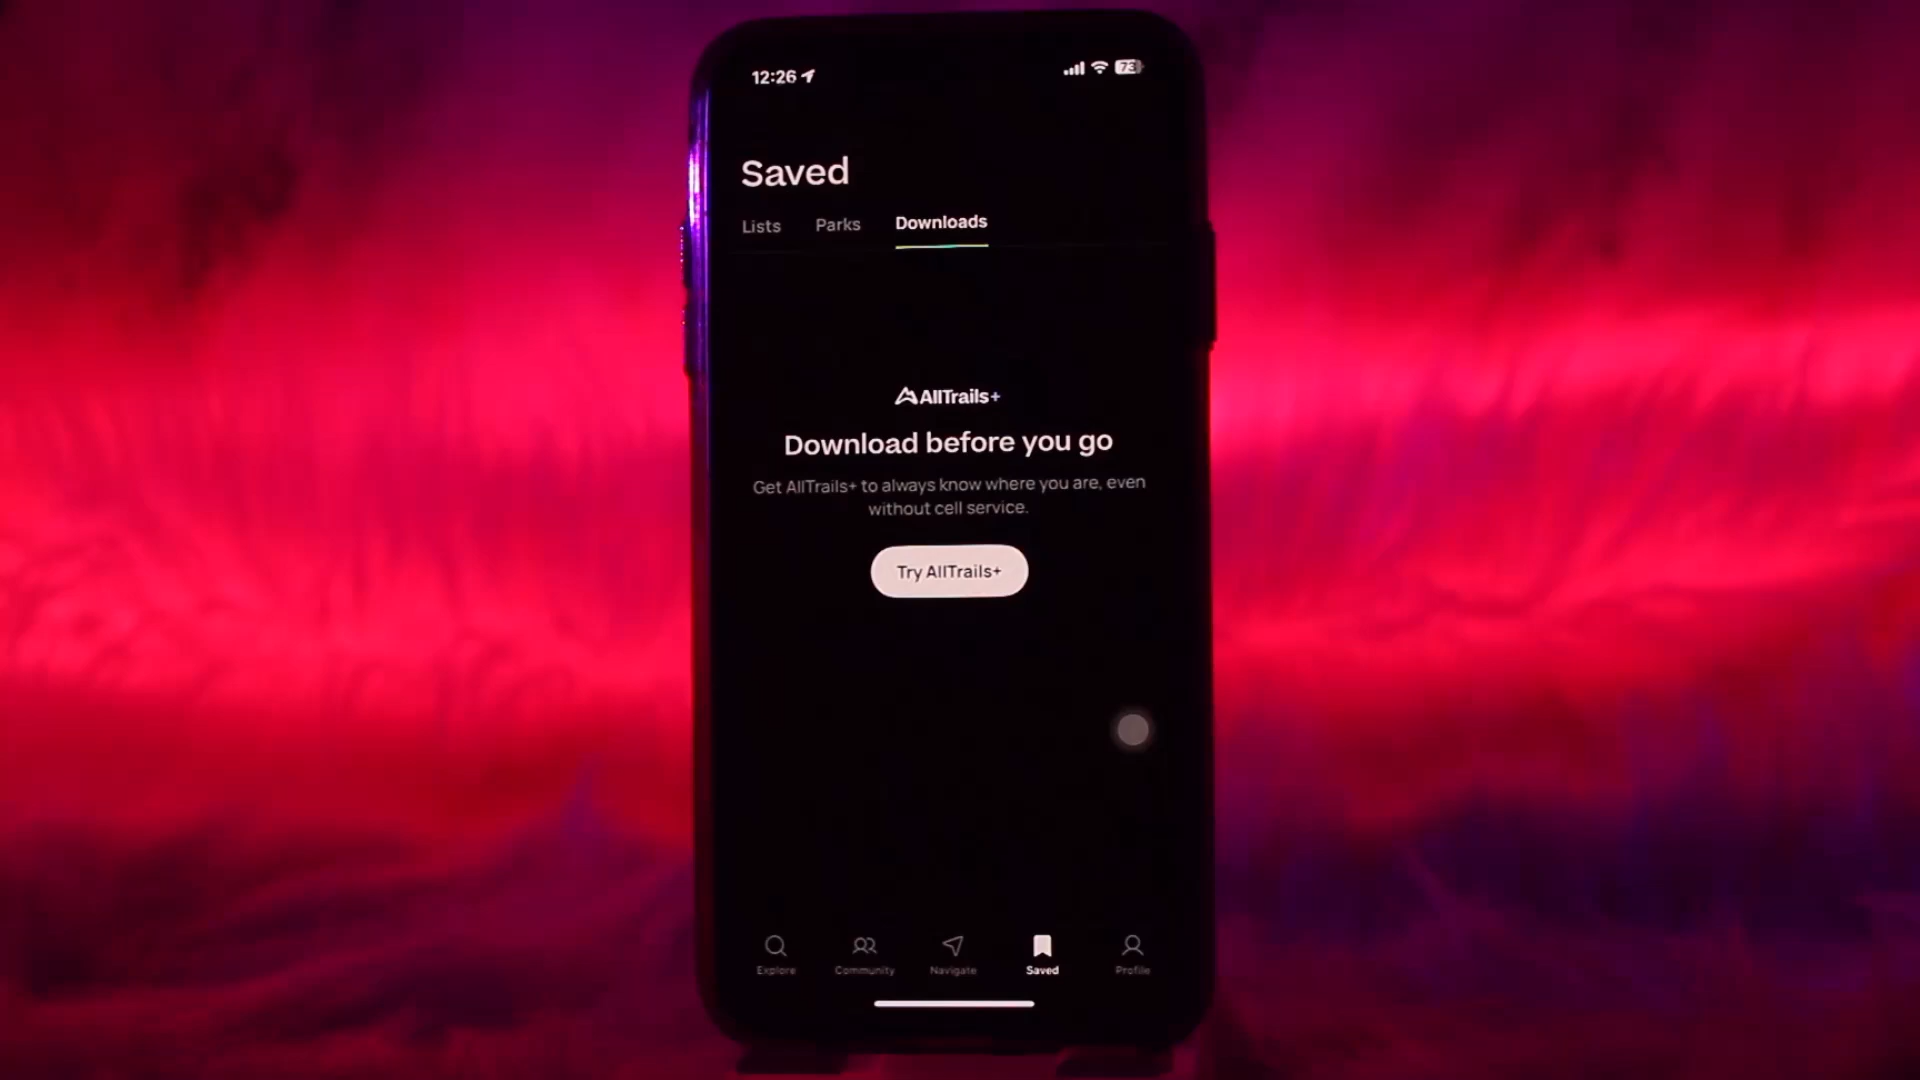 12:26
73
Saved
Lists Parks Downloads
AllTrails+
Download before you go
Get AllTrails+ to always know where you are, even
without cell service.
Try AllTrails+
Explore Community Navigate Saved Profile